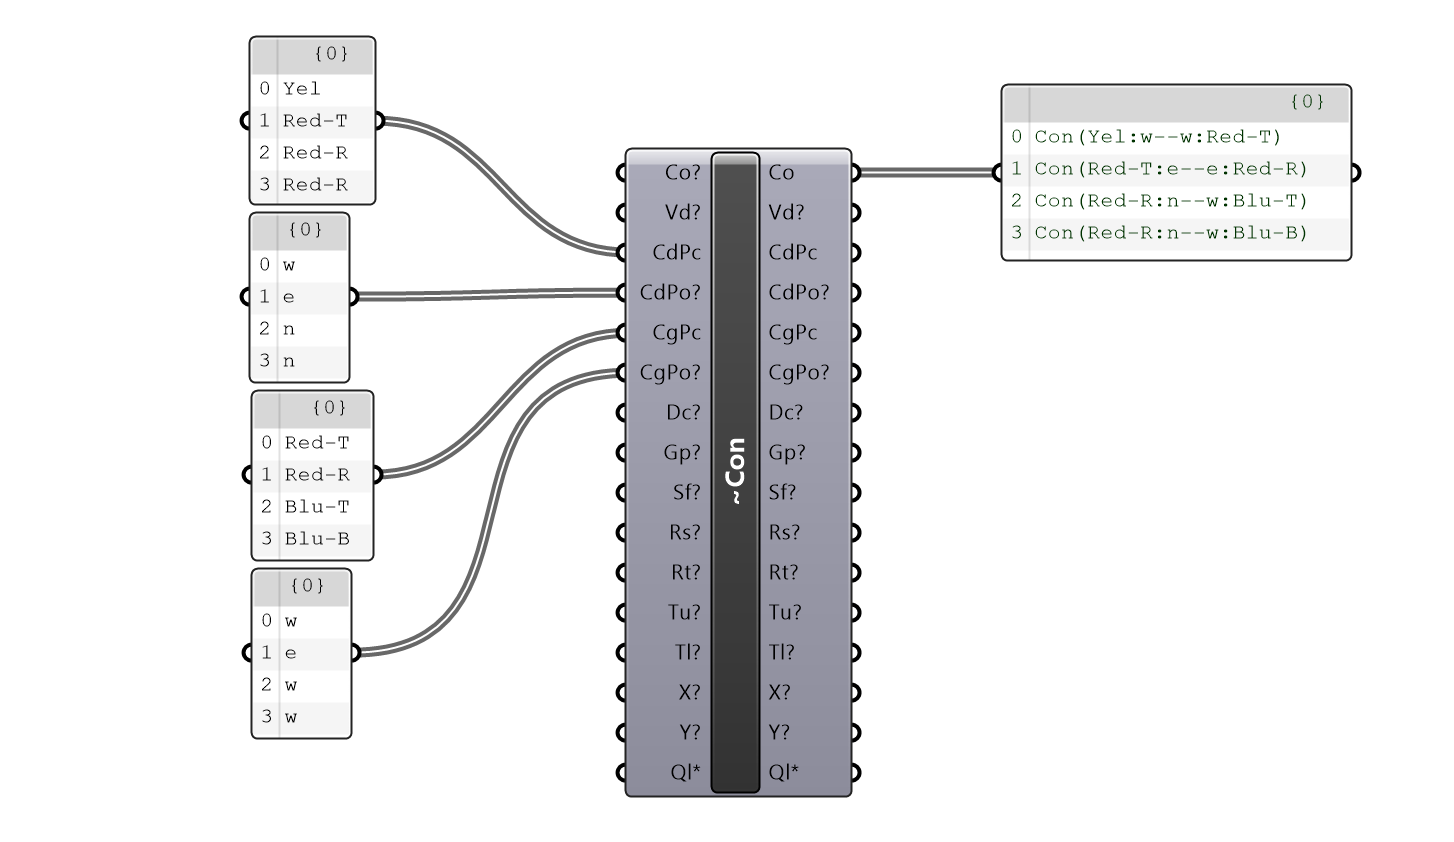 {0}
0 Yel
1 Red-T
2 Red-R
3 Red-R
{0}
0 w
1 e
2 n
3 n
{0}
0 Red-T
1 Red-R
2 Blu-T
3 Blu-B
{0}
0 w
1 e
2 w
3 w
Co? Co
Vd? Vd?
CdPc CdPc
CdPo? CdPo?
CgPc CgPc
CgPo? CgPo?
Dc? Dc?
Gp? Gp?
Sf? Sf?
Rs? Rs?
Rt? Rt?
Tu? Tu?
Tl? Tl?
X? X?
Y? Y?
Ql* Ql*
~Con
{0}
0 Con(Yel:w--w:Red-T)
1 Con(Red-T:e--e:Red-R)
2 Con(Red-R:n--w:Blu-T)
3 Con(Red-R:n--w:Blu-B)